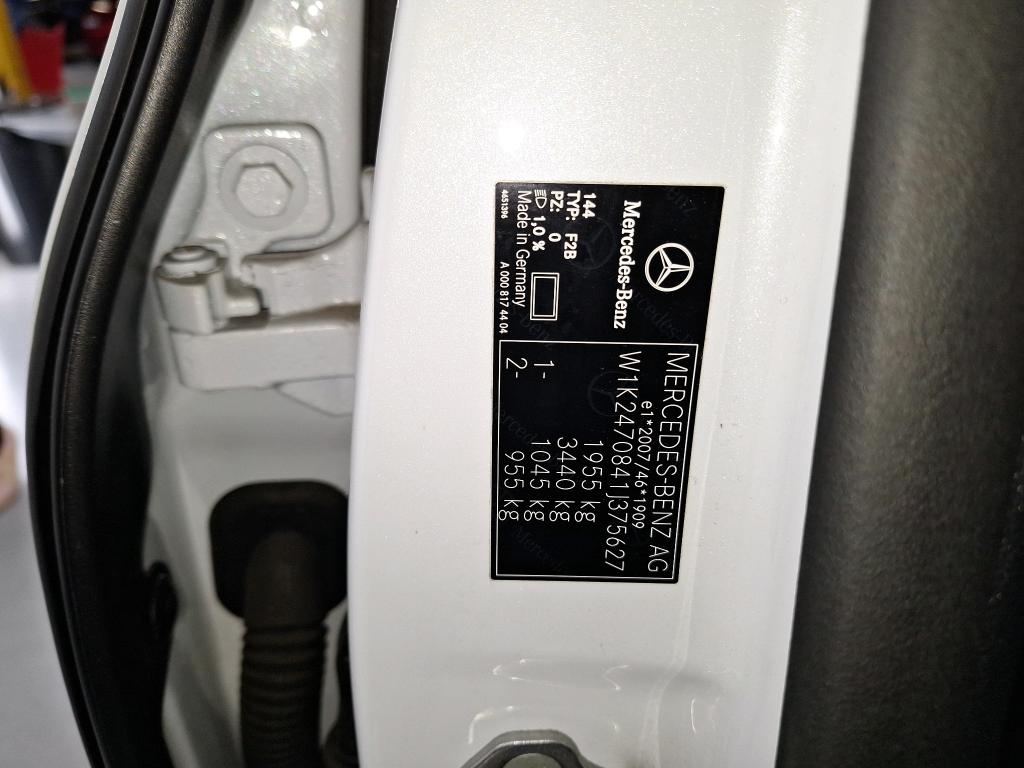 Mercedes-Benz
144
TYP: F2B
PZ: 0
1,0 %
Made in Germany
4451396 A 000 817 44 04
MERCEDES-BENZ AG
e1*2007/46*1909
W1K2470841J375627
1955 kg
3440 kg
1- 1045 kg
2- 955 kg